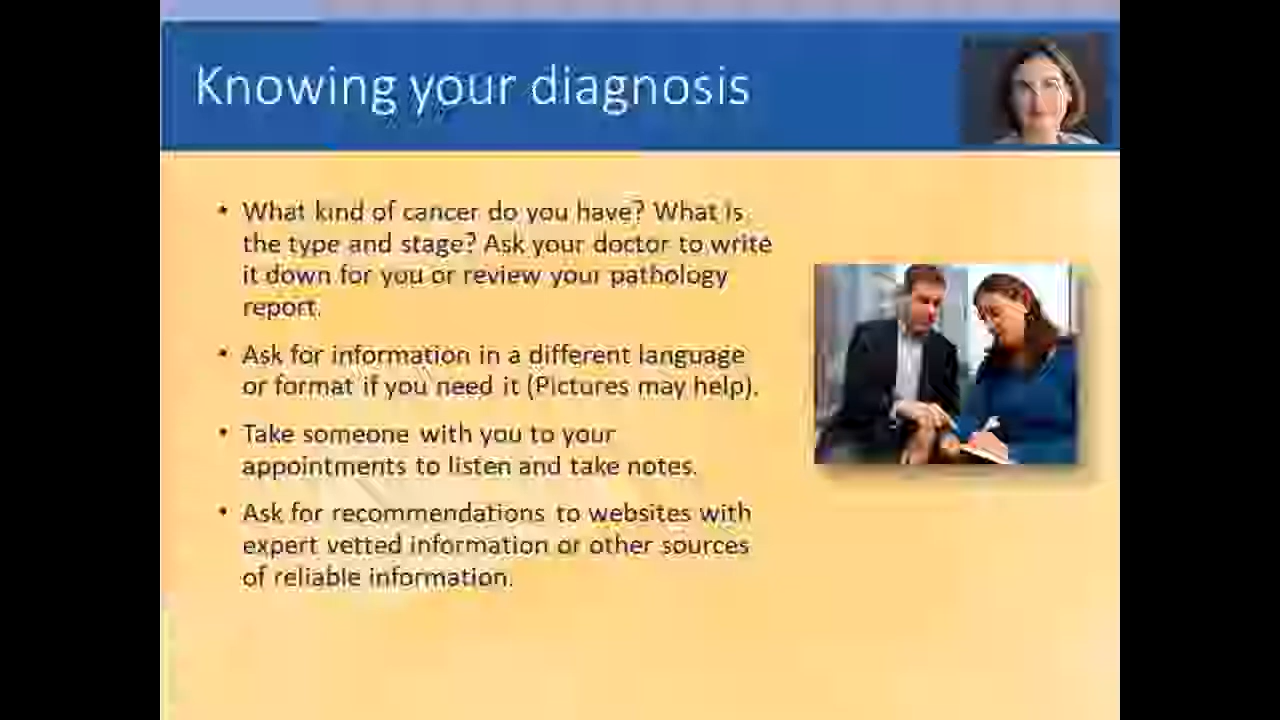 Knowing your diagnosis
• What kind of cancer do you have? What is
the type and stage? Ask your doctor to write
it down for you or review your pathology
report.
• Ask for information in a different language
or format if you need it (Pictures may help).
• Take someone with you to your
appointments to listen and take notes.
• Ask for recommendations to websites with
expert vetted information or other sources
of reliable information.